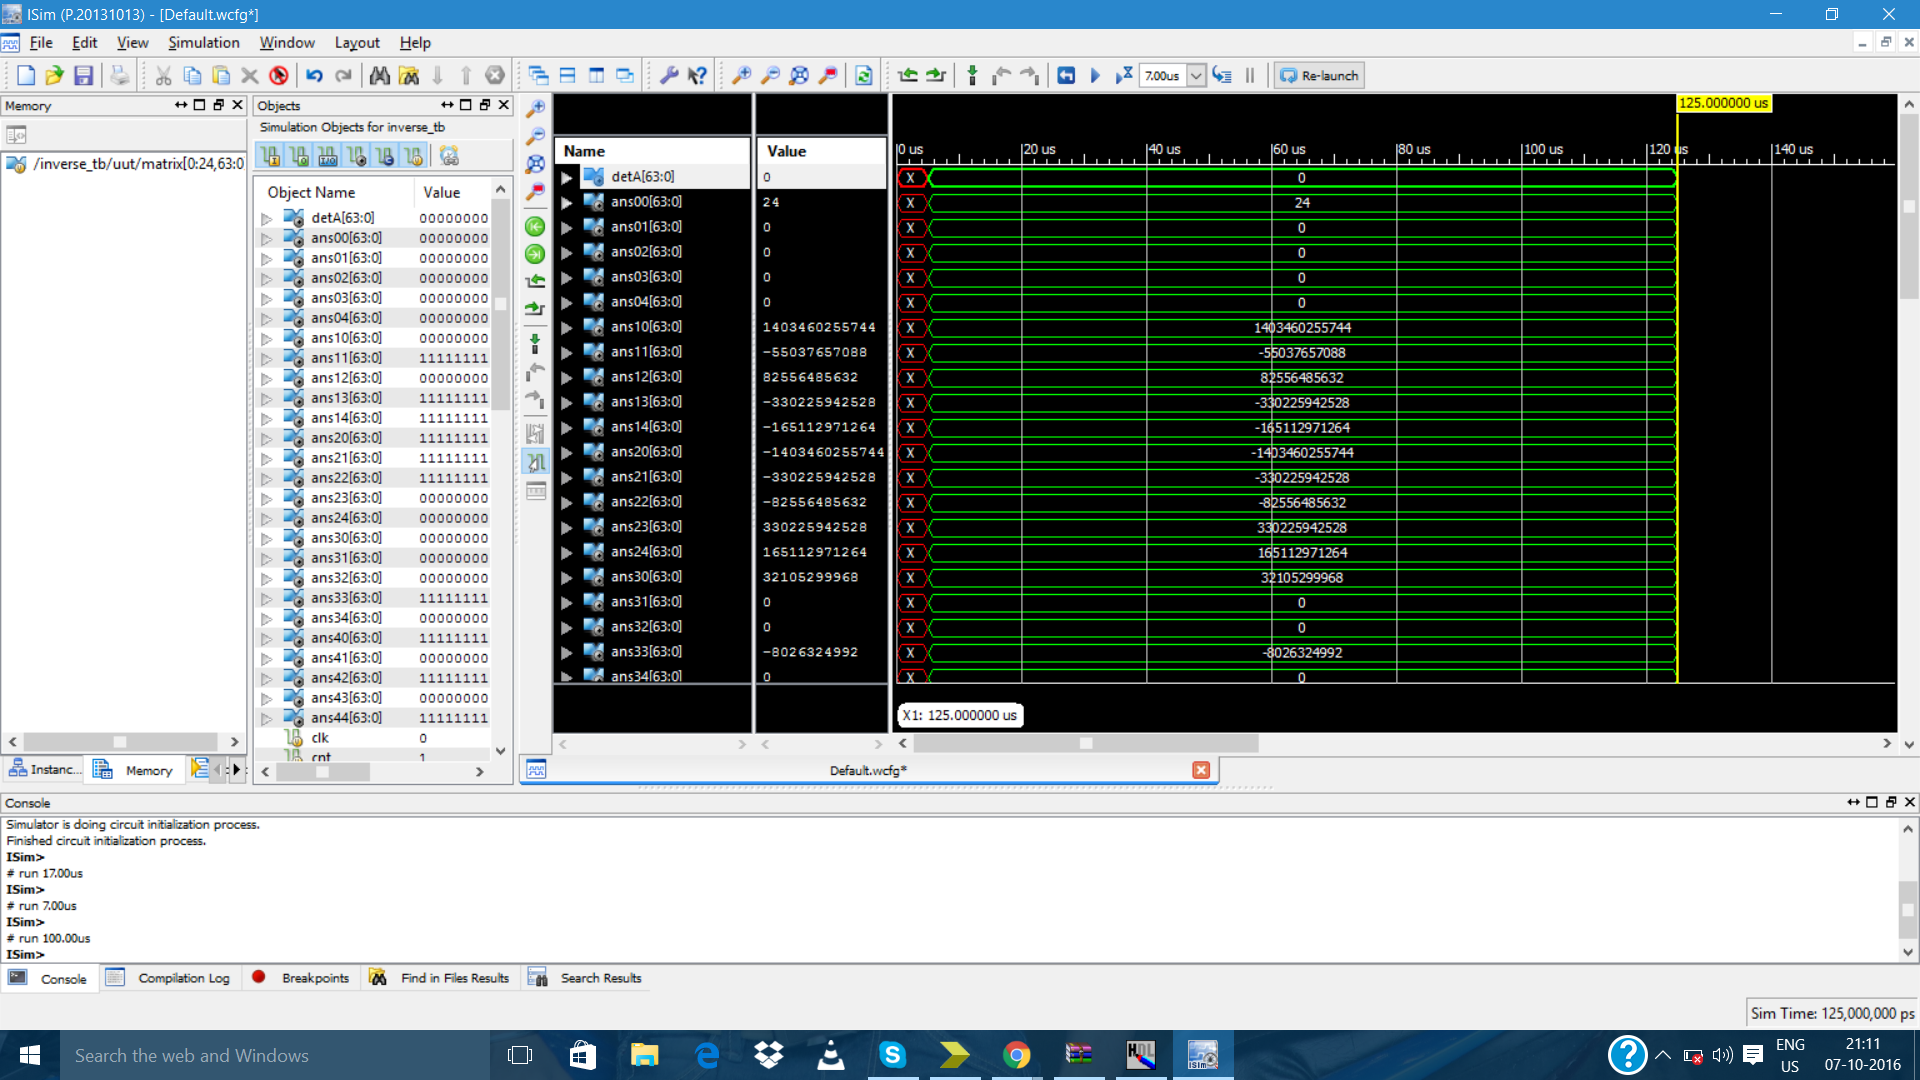 ISim (P.20131013) - [Default.wcfg*]
File Edit View Simulation Window Layout Help
7.00us
Re-launch
Memory
/inverse_tb/uut/matrix[0:24,63:0
Instanc...
Memory
Objects
Simulation Objects for inverse_tb
Object Name Value
detA[63:0] 00000000
ans00[63:0] 00000000
ans01[63:0] 00000000
ans02[63:0] 00000000
ans03[63:0] 00000000
ans04[63:0] 00000000
ans10[63:0] 00000000
ans11[63:0] 11111111
ans12[63:0] 00000000
ans13[63:0] 11111111
ans14[63:0] 11111111
ans20[63:0] 11111111
ans21[63:0] 11111111
ans22[63:0] 11111111
ans23[63:0] 00000000
ans24[63:0] 00000000
ans30[63:0] 00000000
ans31[63:0] 00000000
ans32[63:0] 00000000
ans33[63:0] 11111111
ans34[63:0] 00000000
ans40[63:0] 11111111
ans41[63:0] 00000000
ans42[63:0] 11111111
ans43[63:0] 00000000
ans44[63:0] 11111111
clk 0
cnt 1
125.000000 us
Name Value
0 us 20 us 40 us 60 us 80 us 100 us 120 us 140 us
detA[63:0] 0 X 0
ans00[63:0] 24 X 24
ans01[63:0] 0 X 0
ans02[63:0] 0 X 0
ans03[63:0] 0 X 0
ans04[63:0] 0 X 0
ans10[63:0] 1403460255744 X 1403460255744
ans11[63:0] -55037657088 X -55037657088
ans12[63:0] 82556485632 X 82556485632
ans13[63:0] -330225942528 X -330225942528
ans14[63:0] -165112971264 X -165112971264
ans20[63:0] -1403460255744 X -1403460255744
ans21[63:0] -330225942528 X -330225942528
ans22[63:0] -82556485632 X -82556485632
ans23[63:0] 330225942528 X 330225942528
ans24[63:0] 165112971264 X 165112971264
ans30[63:0] 32105299968 X 32105299968
ans31[63:0] 0 X 0
ans32[63:0] 0 X 0
ans33[63:0] -8026324992 X -8026324992
ans34[63:0] 0 X 0
X1: 125.000000 us
Default.wcfg*
Console
Simulator is doing circuit initialization process.
Finished circuit initialization process.
ISim>
# run 17.00us
ISim>
# run 7.00us
ISim>
# run 100.00us
ISim>
Console Compilation Log Breakpoints Find in Files Results Search Results
Sim Time: 125,000,000 ps
Search the web and Windows
HDL
ISim
ENG
US
21:11
07-10-2016